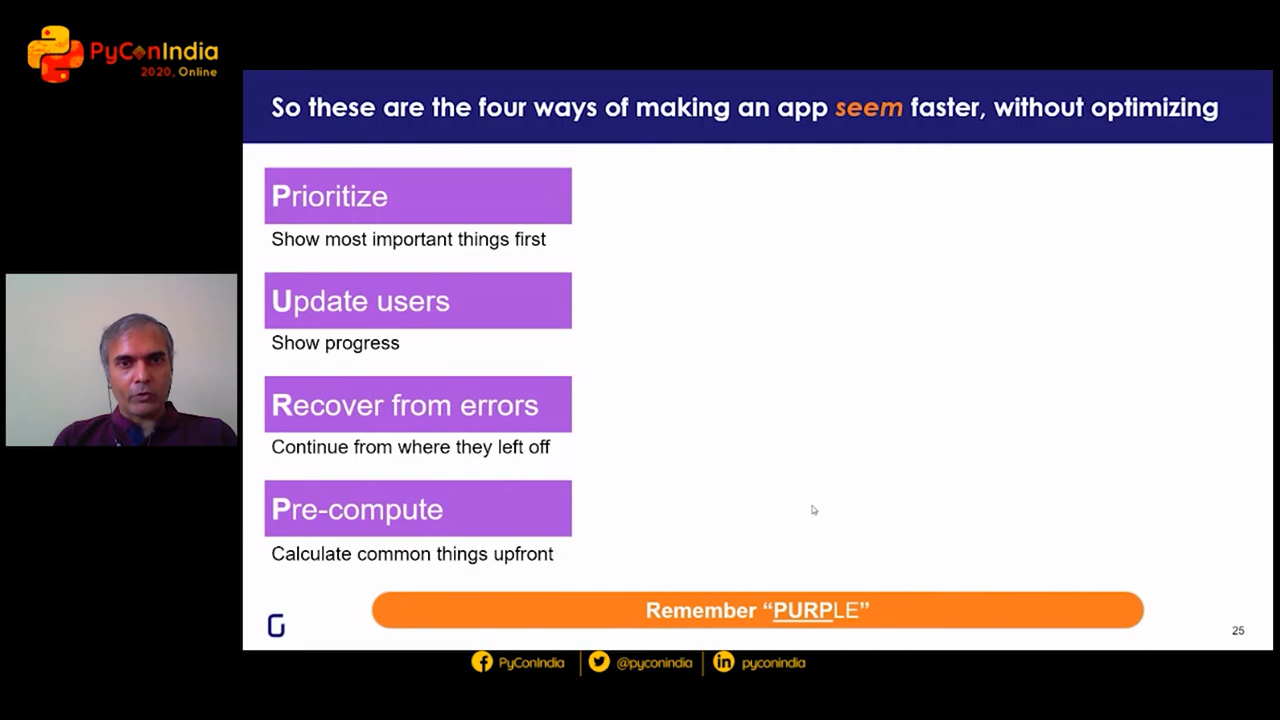 PyConIndia
2020, Online
So these are the four ways of making an app seem faster, without optimizing
Prioritize
Show most important things first
Update users
Show progress
Recover from errors
Continue from where they left off
Pre-compute
Calculate common things upfront
Remember “PURPLE”
25
PyConIndia
@pyconindia
pyconindia